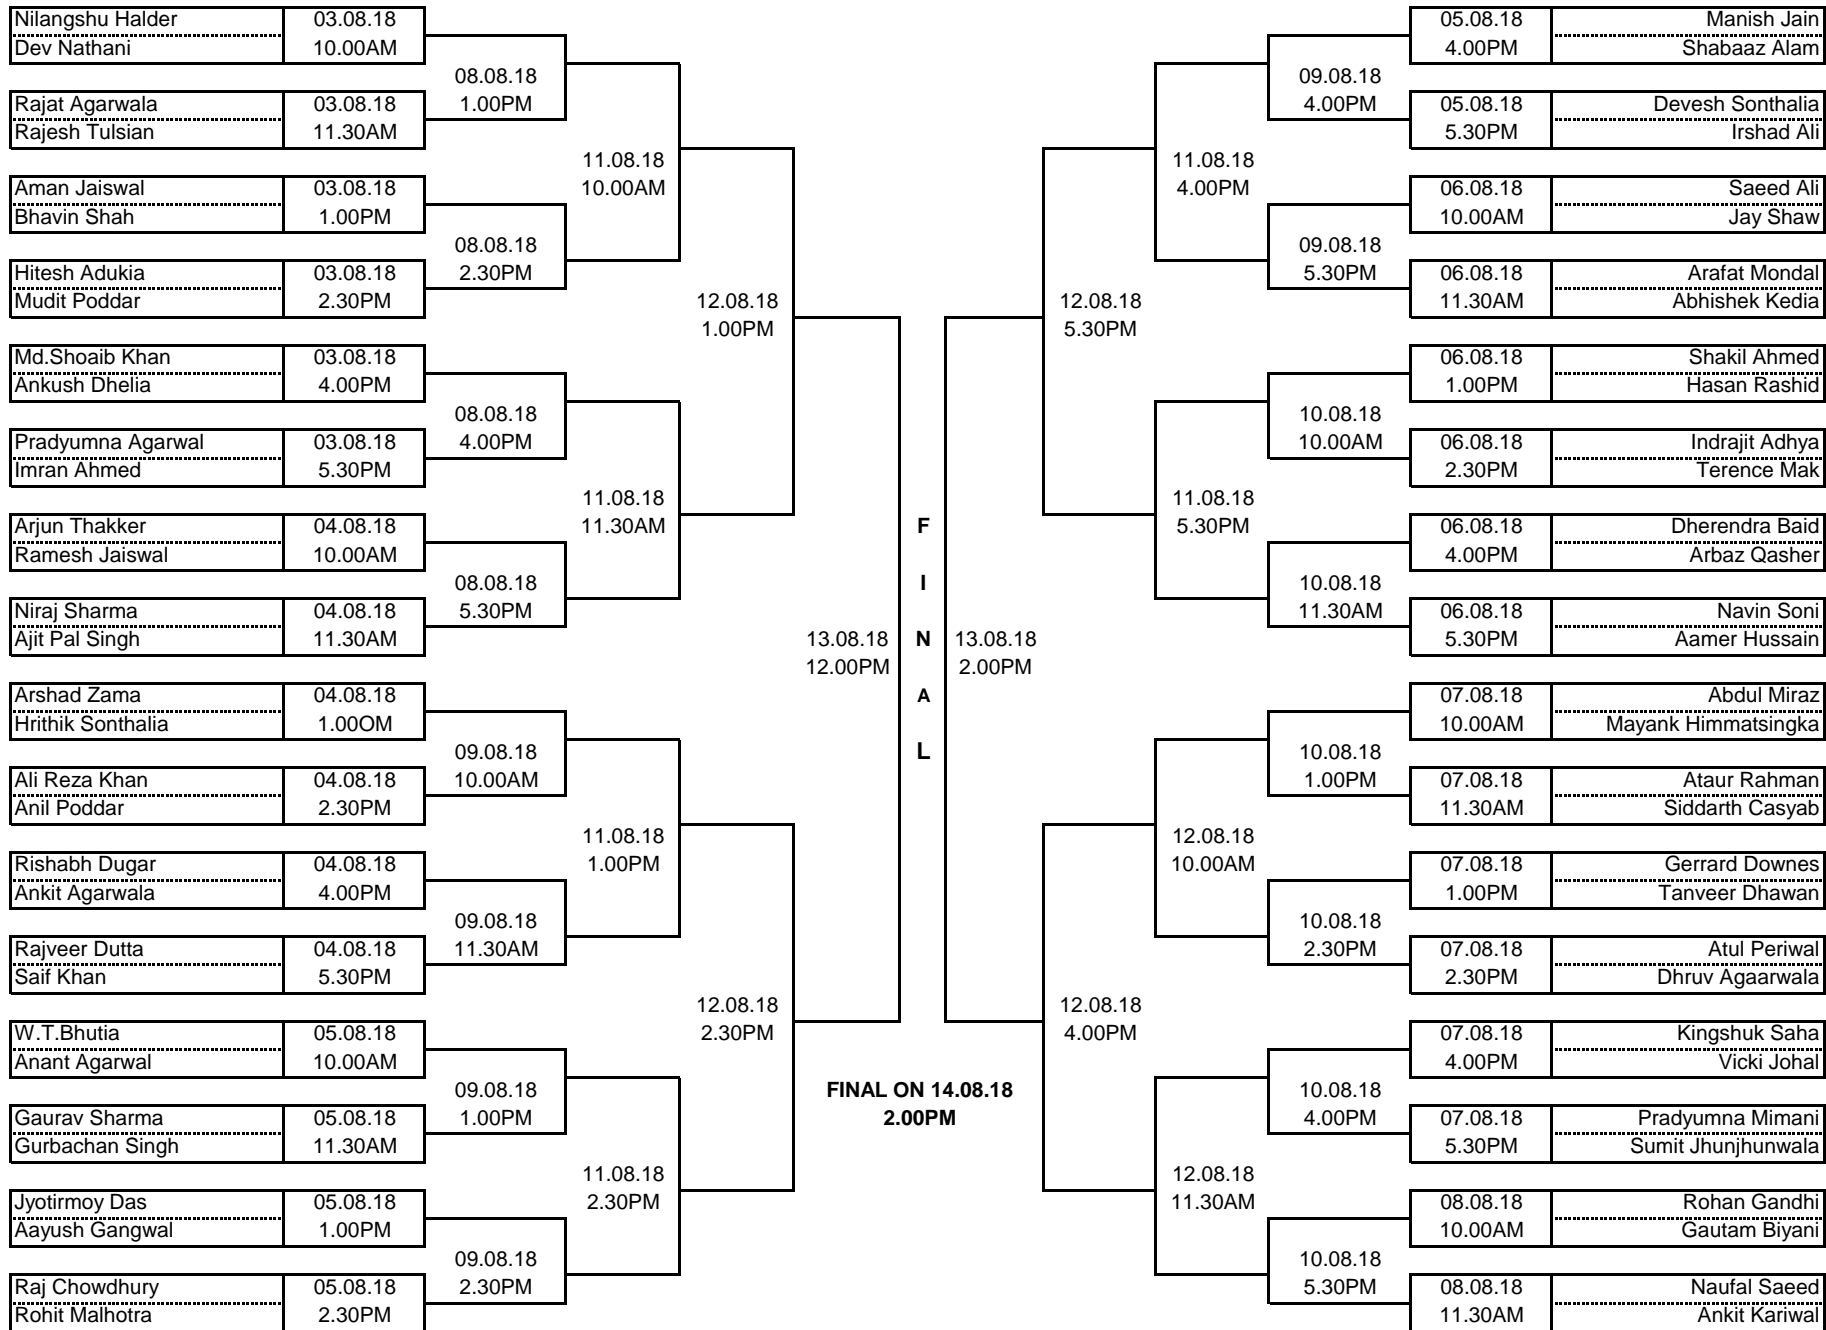 Nilangshu Halder 03.08.18
Dev Nathani 10.00AM
08.08.18
1.00PM
Rajat Agarwala 03.08.18
Rajesh Tulsian 11.30AM
11.08.18
10.00AM
Aman Jaiswal 03.08.18
Bhavin Shah 1.00PM
08.08.18
2.30PM
Hitesh Adukia 03.08.18
Mudit Poddar 2.30PM
12.08.18
1.00PM
Md.Shoaib Khan 03.08.18
Ankush Dhelia 4.00PM
08.08.18
4.00PM
Pradyumna Agarwal 03.08.18
Imran Ahmed 5.30PM
11.08.18
11.30AM
Arjun Thakker 04.08.18
Ramesh Jaiswal 10.00AM
08.08.18
5.30PM
Niraj Sharma 04.08.18
Ajit Pal Singh 11.30AM
13.08.18
12.00PM
Arshad Zama 04.08.18
Hrithik Sonthalia 1.00OM
09.08.18
10.00AM
Ali Reza Khan 04.08.18
Anil Poddar 2.30PM
11.08.18
1.00PM
Rishabh Dugar 04.08.18
Ankit Agarwala 4.00PM
09.08.18
11.30AM
Rajveer Dutta 04.08.18
Saif Khan 5.30PM
12.08.18
2.30PM
W.T.Bhutia 05.08.18
Anant Agarwal 10.00AM
09.08.18
1.00PM
Gaurav Sharma 05.08.18
Gurbachan Singh 11.30AM
11.08.18
2.30PM
Jyotirmoy Das 05.08.18
Aayush Gangwal 1.00PM
09.08.18
2.30PM
Raj Chowdhury 05.08.18
Rohit Malhotra 2.30PM
F
I
N
A
L
FINAL ON 14.08.18
2.00PM
05.08.18 Manish Jain
4.00PM Shabaaz Alam
09.08.18
4.00PM
05.08.18 Devesh Sonthalia
5.30PM Irshad Ali
11.08.18
4.00PM
06.08.18 Saeed Ali
10.00AM Jay Shaw
09.08.18
5.30PM
06.08.18 Arafat Mondal
11.30AM Abhishek Kedia
12.08.18
5.30PM
06.08.18 Shakil Ahmed
1.00PM Hasan Rashid
10.08.18
10.00AM
06.08.18 Indrajit Adhya
2.30PM Terence Mak
11.08.18
5.30PM
06.08.18 Dherendra Baid
4.00PM Arbaz Qasher
10.08.18
11.30AM
06.08.18 Navin Soni
5.30PM Aamer Hussain
13.08.18
2.00PM
07.08.18 Abdul Miraz
10.00AM Mayank Himmatsingka
10.08.18
1.00PM
07.08.18 Ataur Rahman
11.30AM Siddarth Casyab
12.08.18
10.00AM
07.08.18 Gerrard Downes
1.00PM Tanveer Dhawan
10.08.18
2.30PM
07.08.18 Atul Periwal
2.30PM Dhruv Agaarwala
12.08.18
4.00PM
07.08.18 Kingshuk Saha
4.00PM Vicki Johal
10.08.18
4.00PM
07.08.18 Pradyumna Mimani
5.30PM Sumit Jhunjhunwala
12.08.18
11.30AM
08.08.18 Rohan Gandhi
10.00AM Gautam Biyani
10.08.18
5.30PM
08.08.18 Naufal Saeed
11.30AM Ankit Kariwal